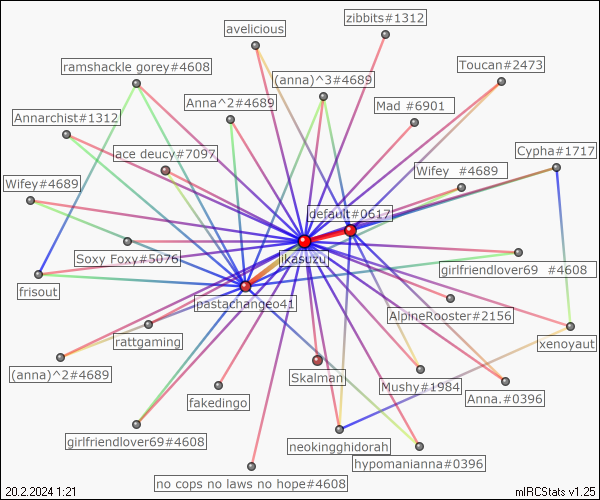 zibbits#1312
avelicious
ramshackle gorey#4608
Toucan#2473
(anna)^3#4689
Anna^2#4689
Mad #6901
Annarchist#1312
ace deucy#7097
Cypha#1717
Wifey #4689
Wifey#4689
default#0617
Soxy Foxy#5076
ikasuzu
girlfriendlover69 #4608
frisout
pastachangeo41
AlpineRooster#2156
rattgaming
xenoyaut
(anna)^2#4689
Skalman
Mushy#1984
Anna.#0396
fakedingo
girlfriendlover69#4608
neokingghidorah
hypomanianna#0396
no cops no laws no hope#4608
20.2.2024 1:21
mIRCStats v1.25